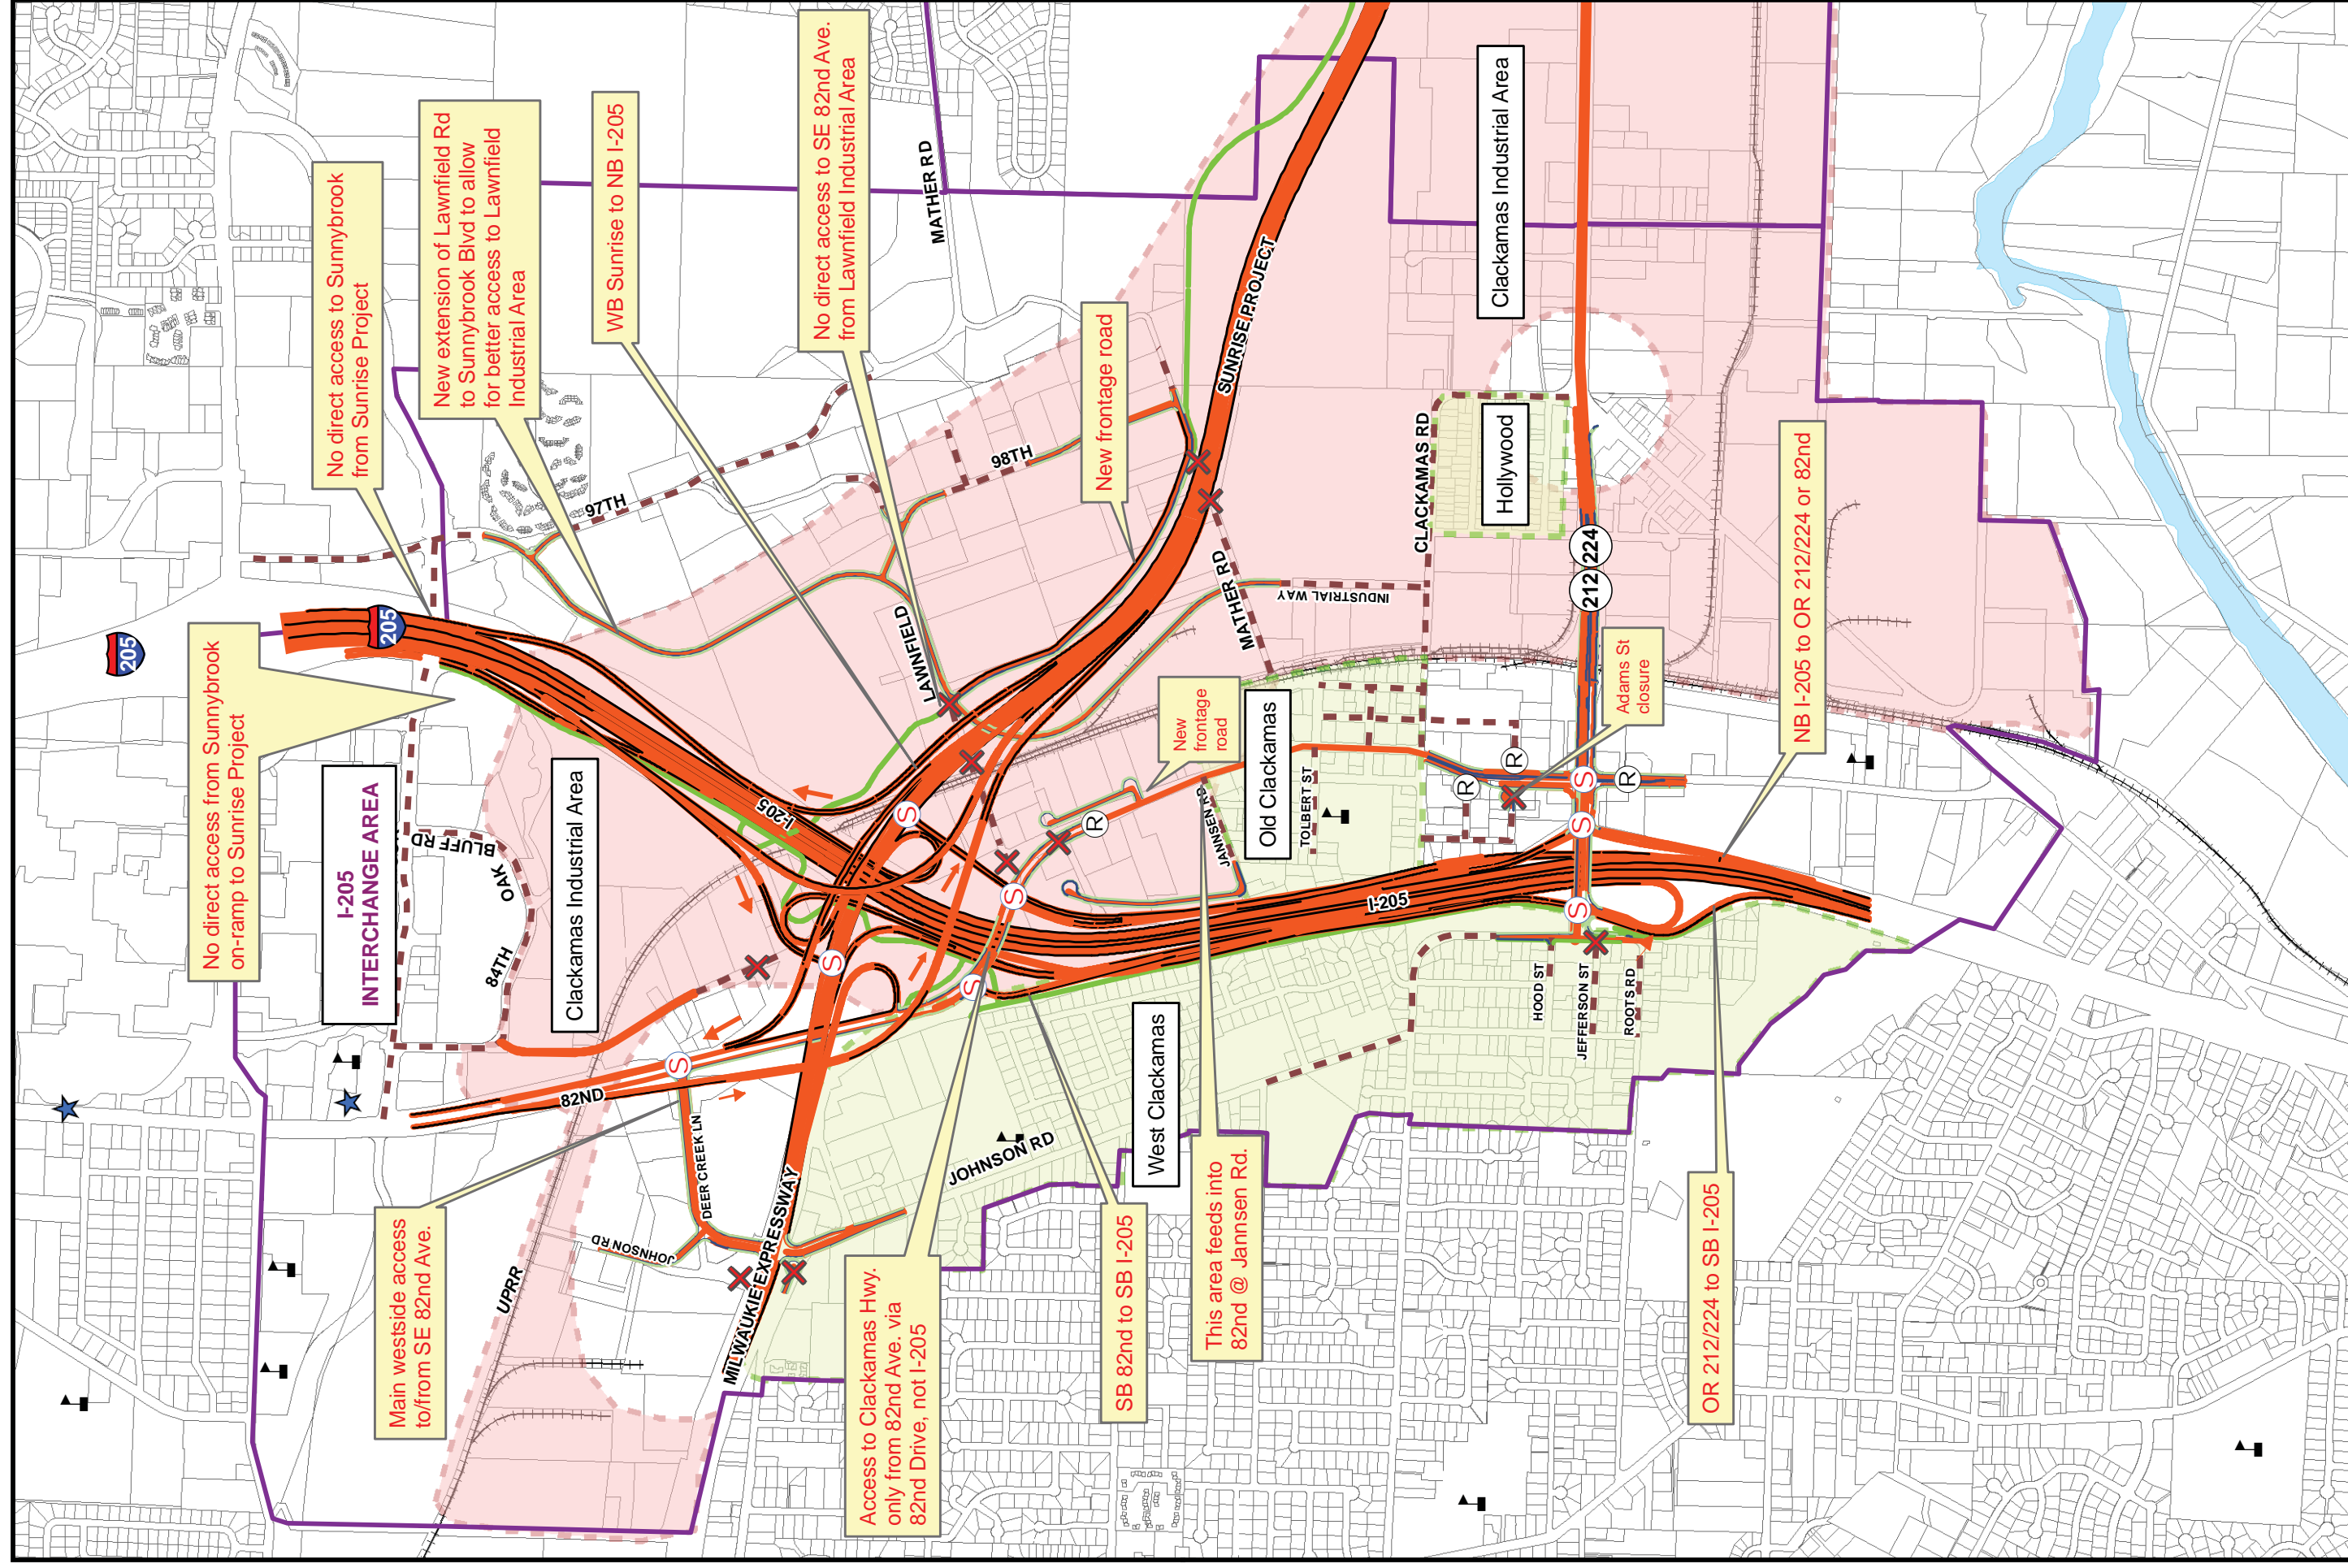 No direct access to Sunnybrook
from Sunrise Project
New extension of Lawnfield Rd
to Sunnybrook Blvd to allow
for better access to Lawnfield
Industrial Area
WB Sunrise to NB I-205
No direct access to SE 82nd Ave.
from Lawnfield Industrial Area
MATHER RD
New frontage road
SUNRISE PROJECT
Clackamas Industrial Area
Hollywood
CLACKAMAS RD
212
224
NB I-205 to OR 212/224 or 82nd
205
205
97TH
98TH
LAWNFIELD
MATHER RD
INDUSTRIAL WAY
Adams St
closure
No direct access from Sunnybrook
on-ramp to Sunrise Project
I-205
INTERCHANGE AREA
BLUFF RD
OAK
84TH
Clackamas Industrial Area
I-205
New
frontage
road
Old Clackamas
JANNSEN RD
TOLBERT ST
R
R
R
R
S
S
S
S
S
S
S
S
I-205
82ND
DEER CREEK LN
JOHNSON RD
JOHNSON RD
MILWAUKIE EXPRESSWAY
UPRR
West Clackamas
HOOD ST
JEFFERSON ST
ROOTS RD
Main westside access
to/from SE 82nd Ave.
Access to Clackamas Hwy.
only from 82nd Ave. via
82nd Drive, not I-205
SB 82nd to SB I-205
This area feeds into
82nd @ Jannsen Rd.
OR 212/224 to SB I-205